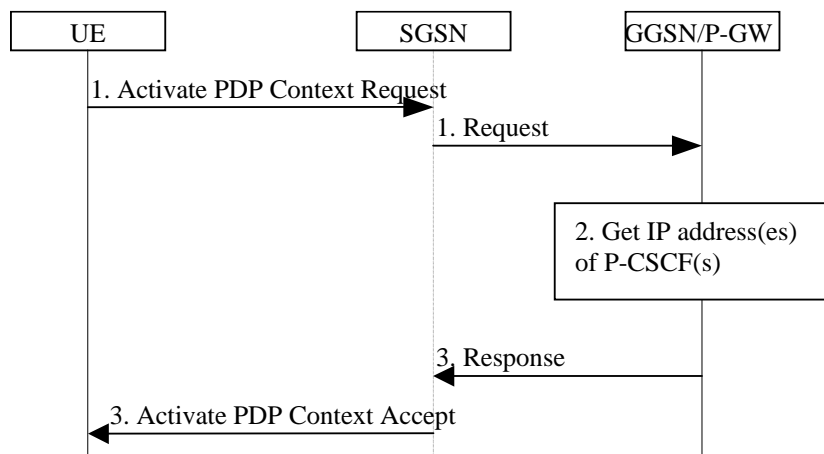 UE
SGSN
GGSN/P-GW
1. Activate PDP Context Request
1. Request
2. Get IP address(es)
of P-CSCF(s)
3. Response
3. Activate PDP Context Accept